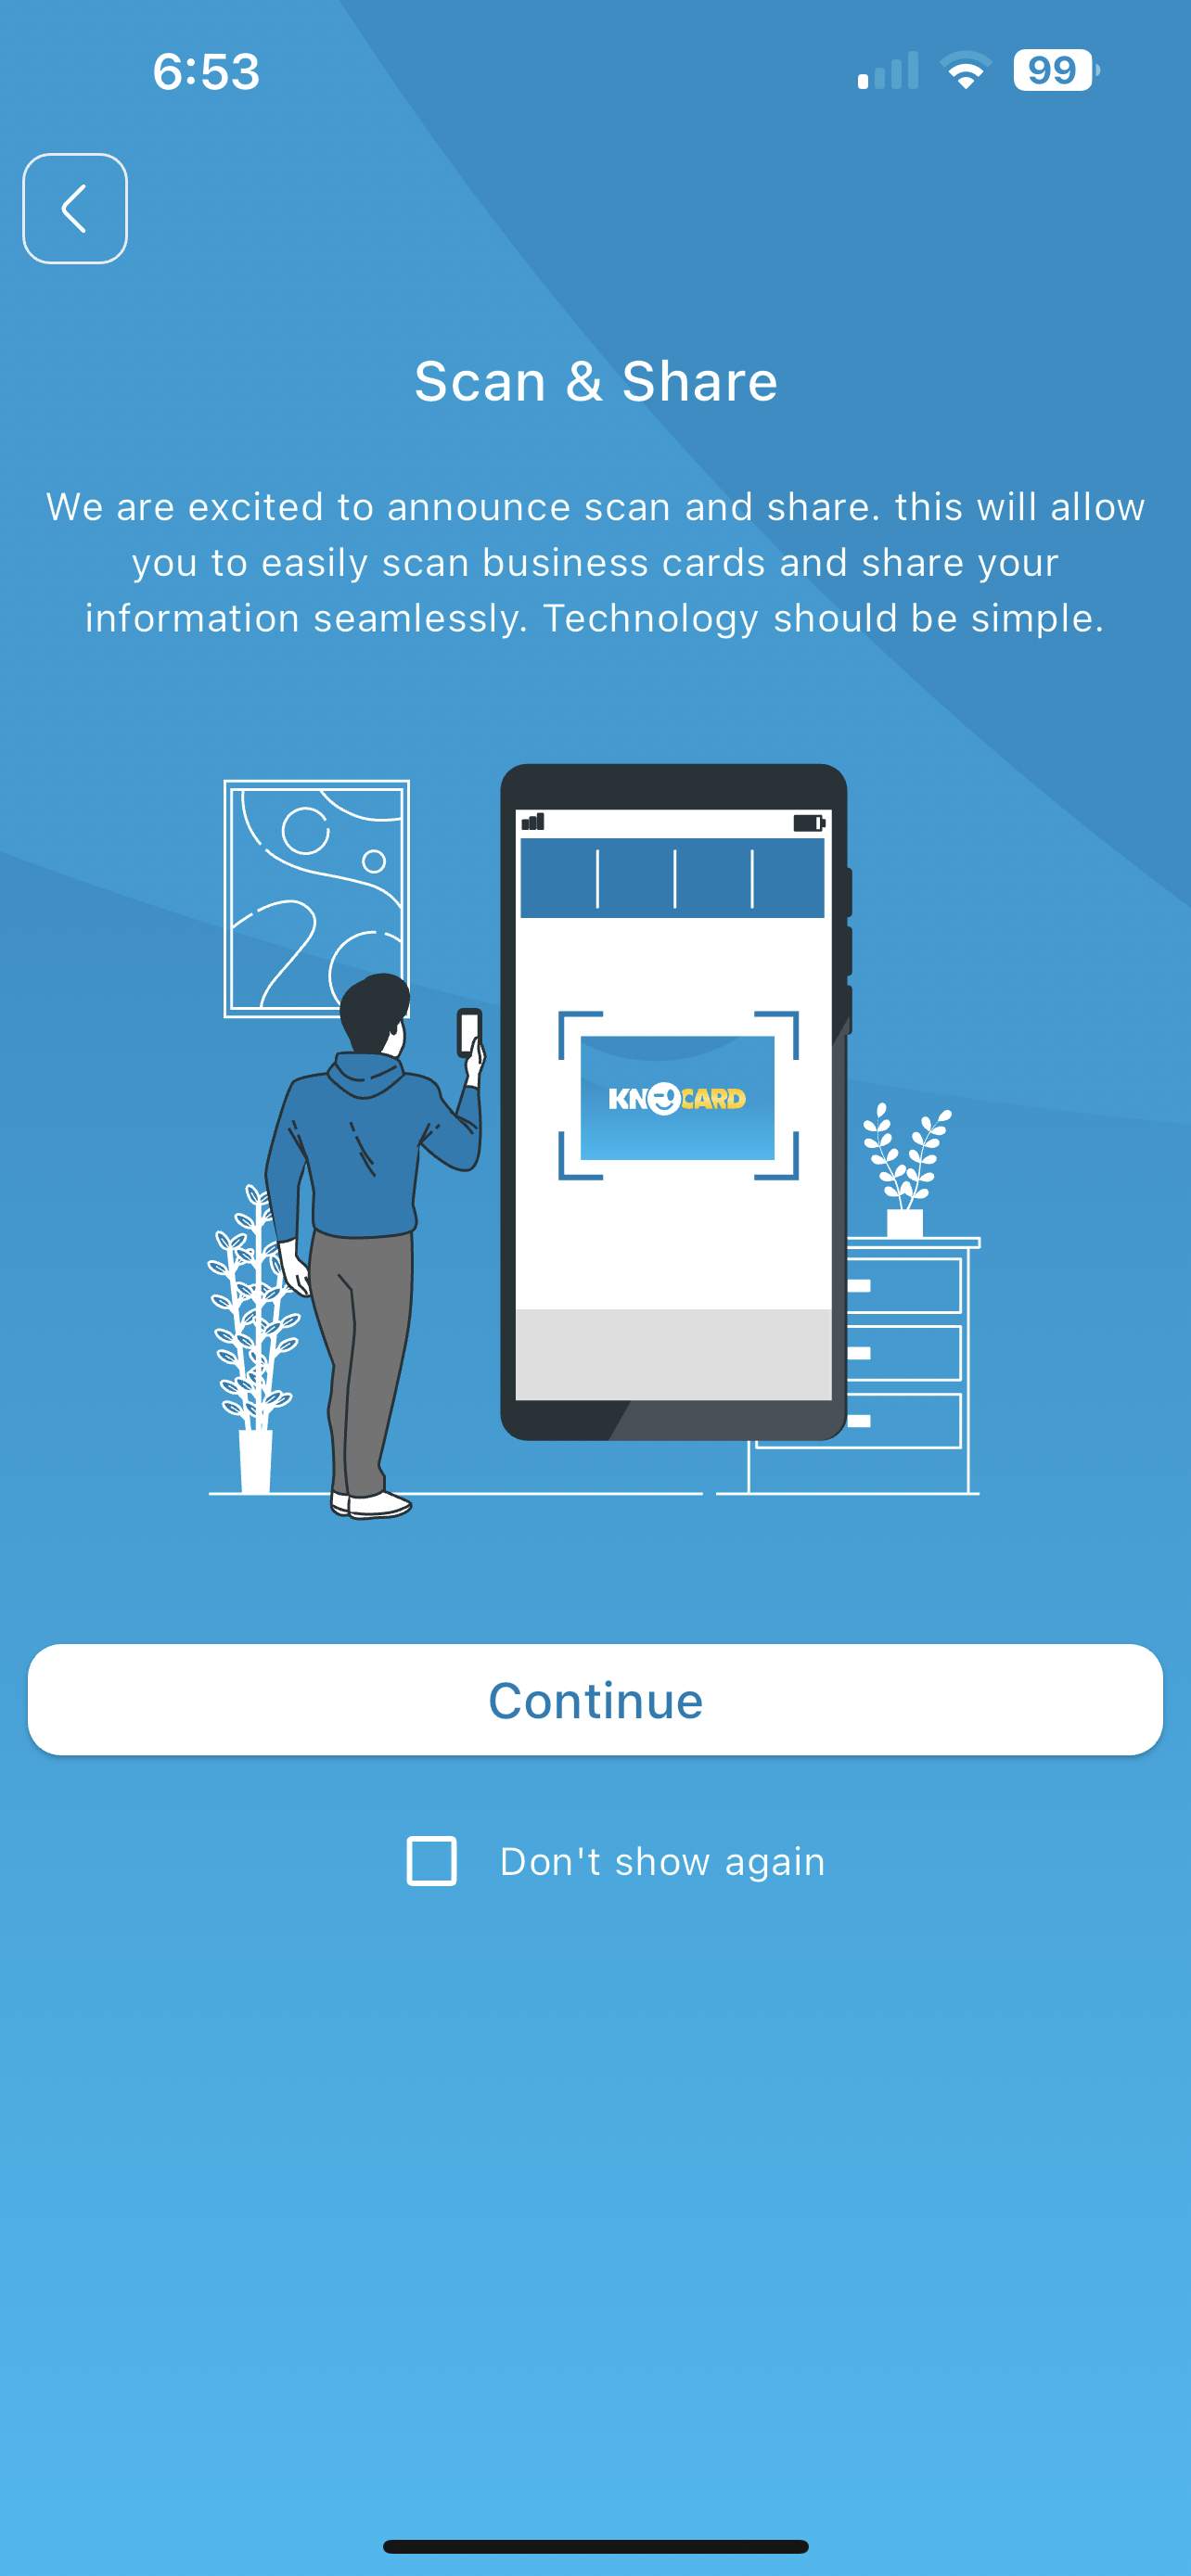 6:53
99
Scan & Share
We are excited to announce scan and share. this will allow
you to easily scan business cards and share your
information seamlessly. Technology should be simple.
KNOCARD
Continue
Don't show again